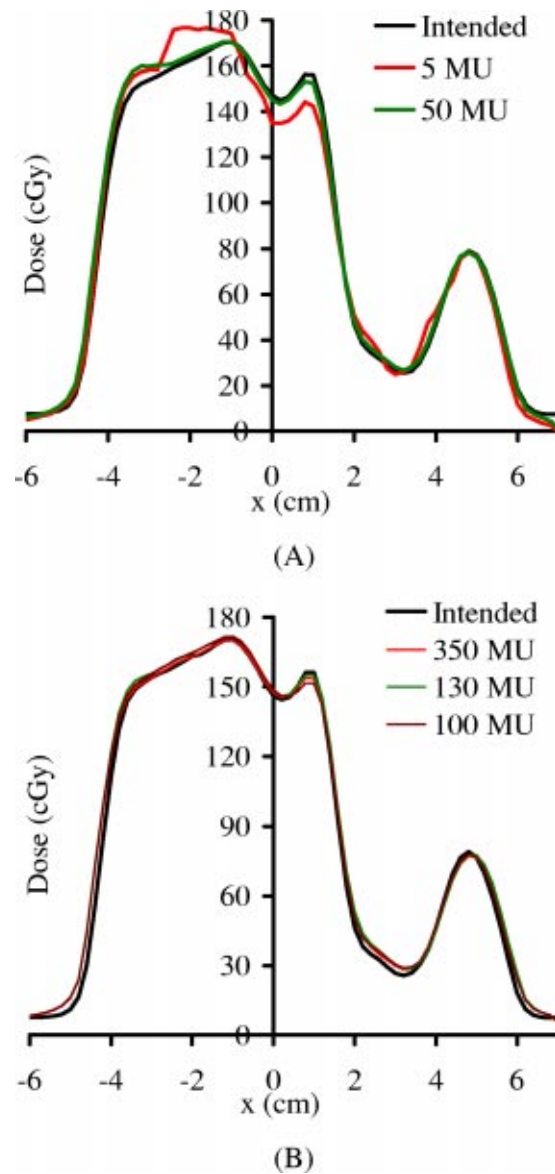 180
160
140
120
100
80
60
40
20
0
Dose (cGy)
Intended
5 MU
50 MU
-6 -4 -2 0 2 4 6
x (cm)
(A)
180
150
120
90
60
30
0
Dose (cGy)
Intended
350 MU
130 MU
100 MU
-6 -4 -2 0 2 4 6
x (cm)
(B)